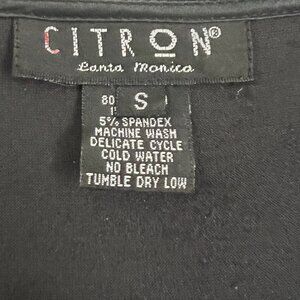 CITRON®
Santa Monica
80
S
5% SPANDEX
MACHINE WASH
DELICATE CYCLE
COLD WATER
NO BLEACH
TUMBLE DRY LOW